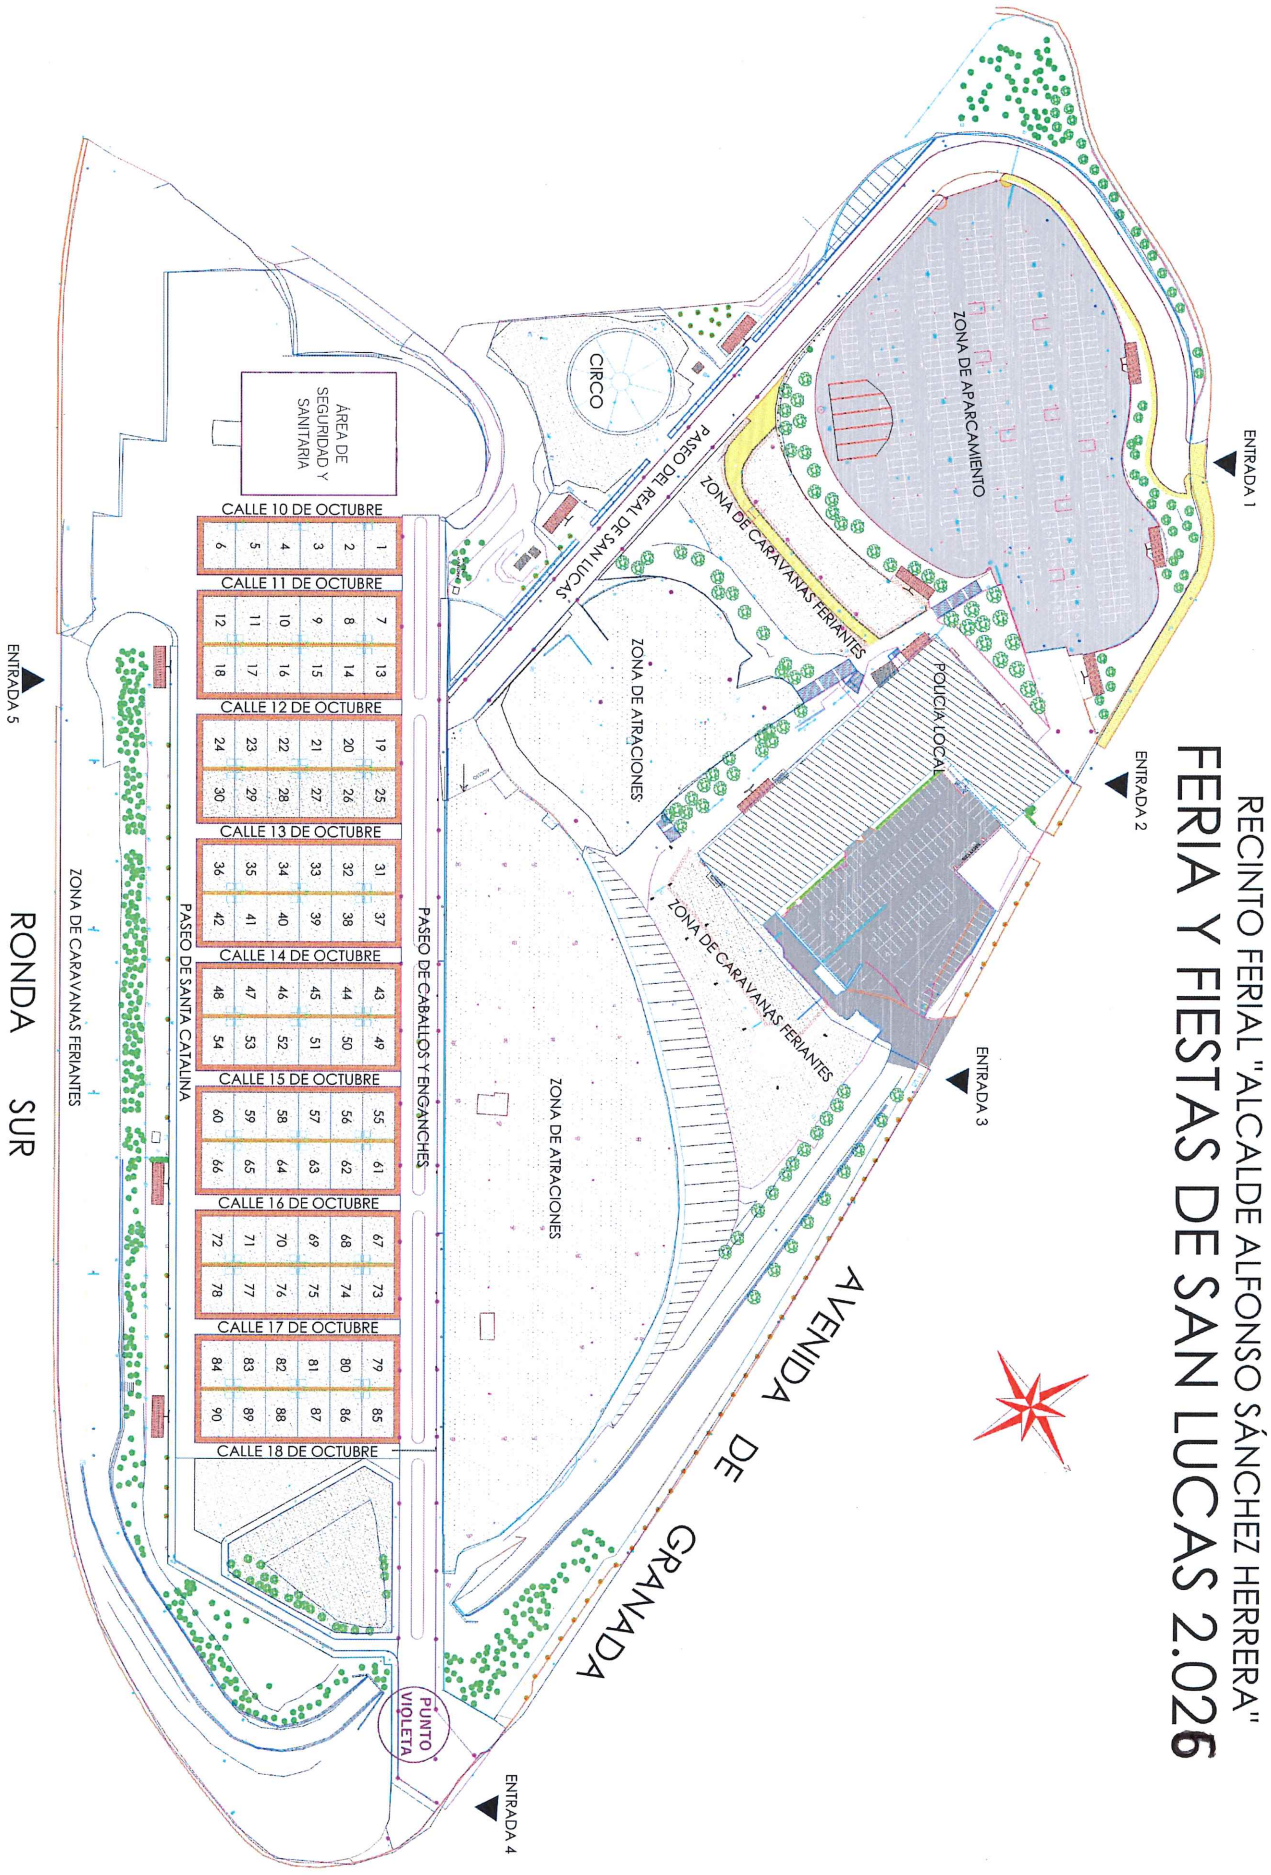 RECINTO FERIAL "ALCALDE ALFONSO SÁNCHEZ HERRERA"
FERIA Y FIESTAS DE SAN LUCAS 2.026
ENTRADA 1
ENTRADA 2
ENTRADA 3
ENTRADA 4
ENTRADA 5
ZONA DE APARCAMIENTO
POLICIA LOCAL
AVENIDA DE GRANADA
ZONA DE CARAVANAS FERIANTES
ZONA DE CARAVANAS FERIANTES
PASEO DEL REAL DE SAN LUCAS
CIRCO
ZONA DE ATRACIONES
ZONA DE ATRACIONES
PUNTO
VIOLETA
PASEO DE CABALLOS Y ENGANCHES
ÁREA DE
SEGURIDAD Y
SANITARIA
CALLE 10 DE OCTUBRE
CALLE 11 DE OCTUBRE
CALLE 12 DE OCTUBRE
CALLE 13 DE OCTUBRE
CALLE 14 DE OCTUBRE
CALLE 15 DE OCTUBRE
CALLE 16 DE OCTUBRE
CALLE 17 DE OCTUBRE
CALLE 18 DE OCTUBRE
1 7 13 19 25 31 37 43 49 55 61 67 73 79 85
2 8 14 20 26 32 38 44 50 56 62 68 74 80 86
3 9 15 21 27 33 39 45 51 57 63 69 75 81 87
4 10 16 22 28 34 40 46 52 58 64 70 76 82 88
5 11 17 23 29 35 41 47 53 59 65 71 77 83 89
6 12 18 24 30 36 42 48 54 60 66 72 78 84 90
PASEO DE SANTA CATALINA
ZONA DE CARAVANAS FERIANTES
RONDA SUR